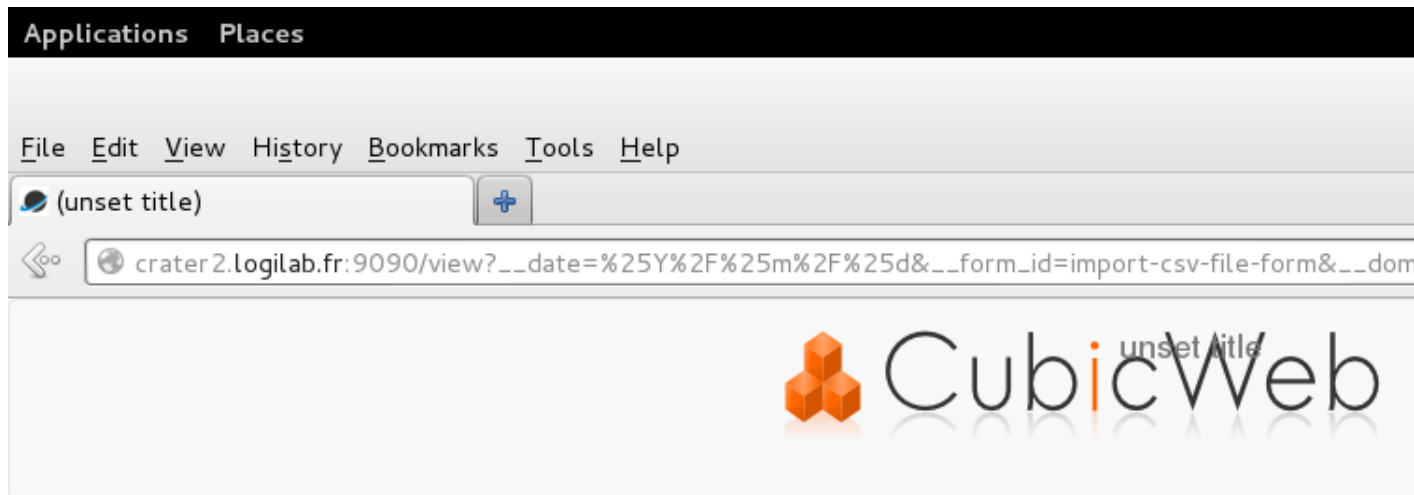 Applications Places
File Edit View History Bookmarks Tools Help
(unset title)
crater2.logilab.fr:9090/view?__date=%25Y%2F%25m%2F%25d&__form_id=import-csv-file-form&__dom
unset title
CubicWeb